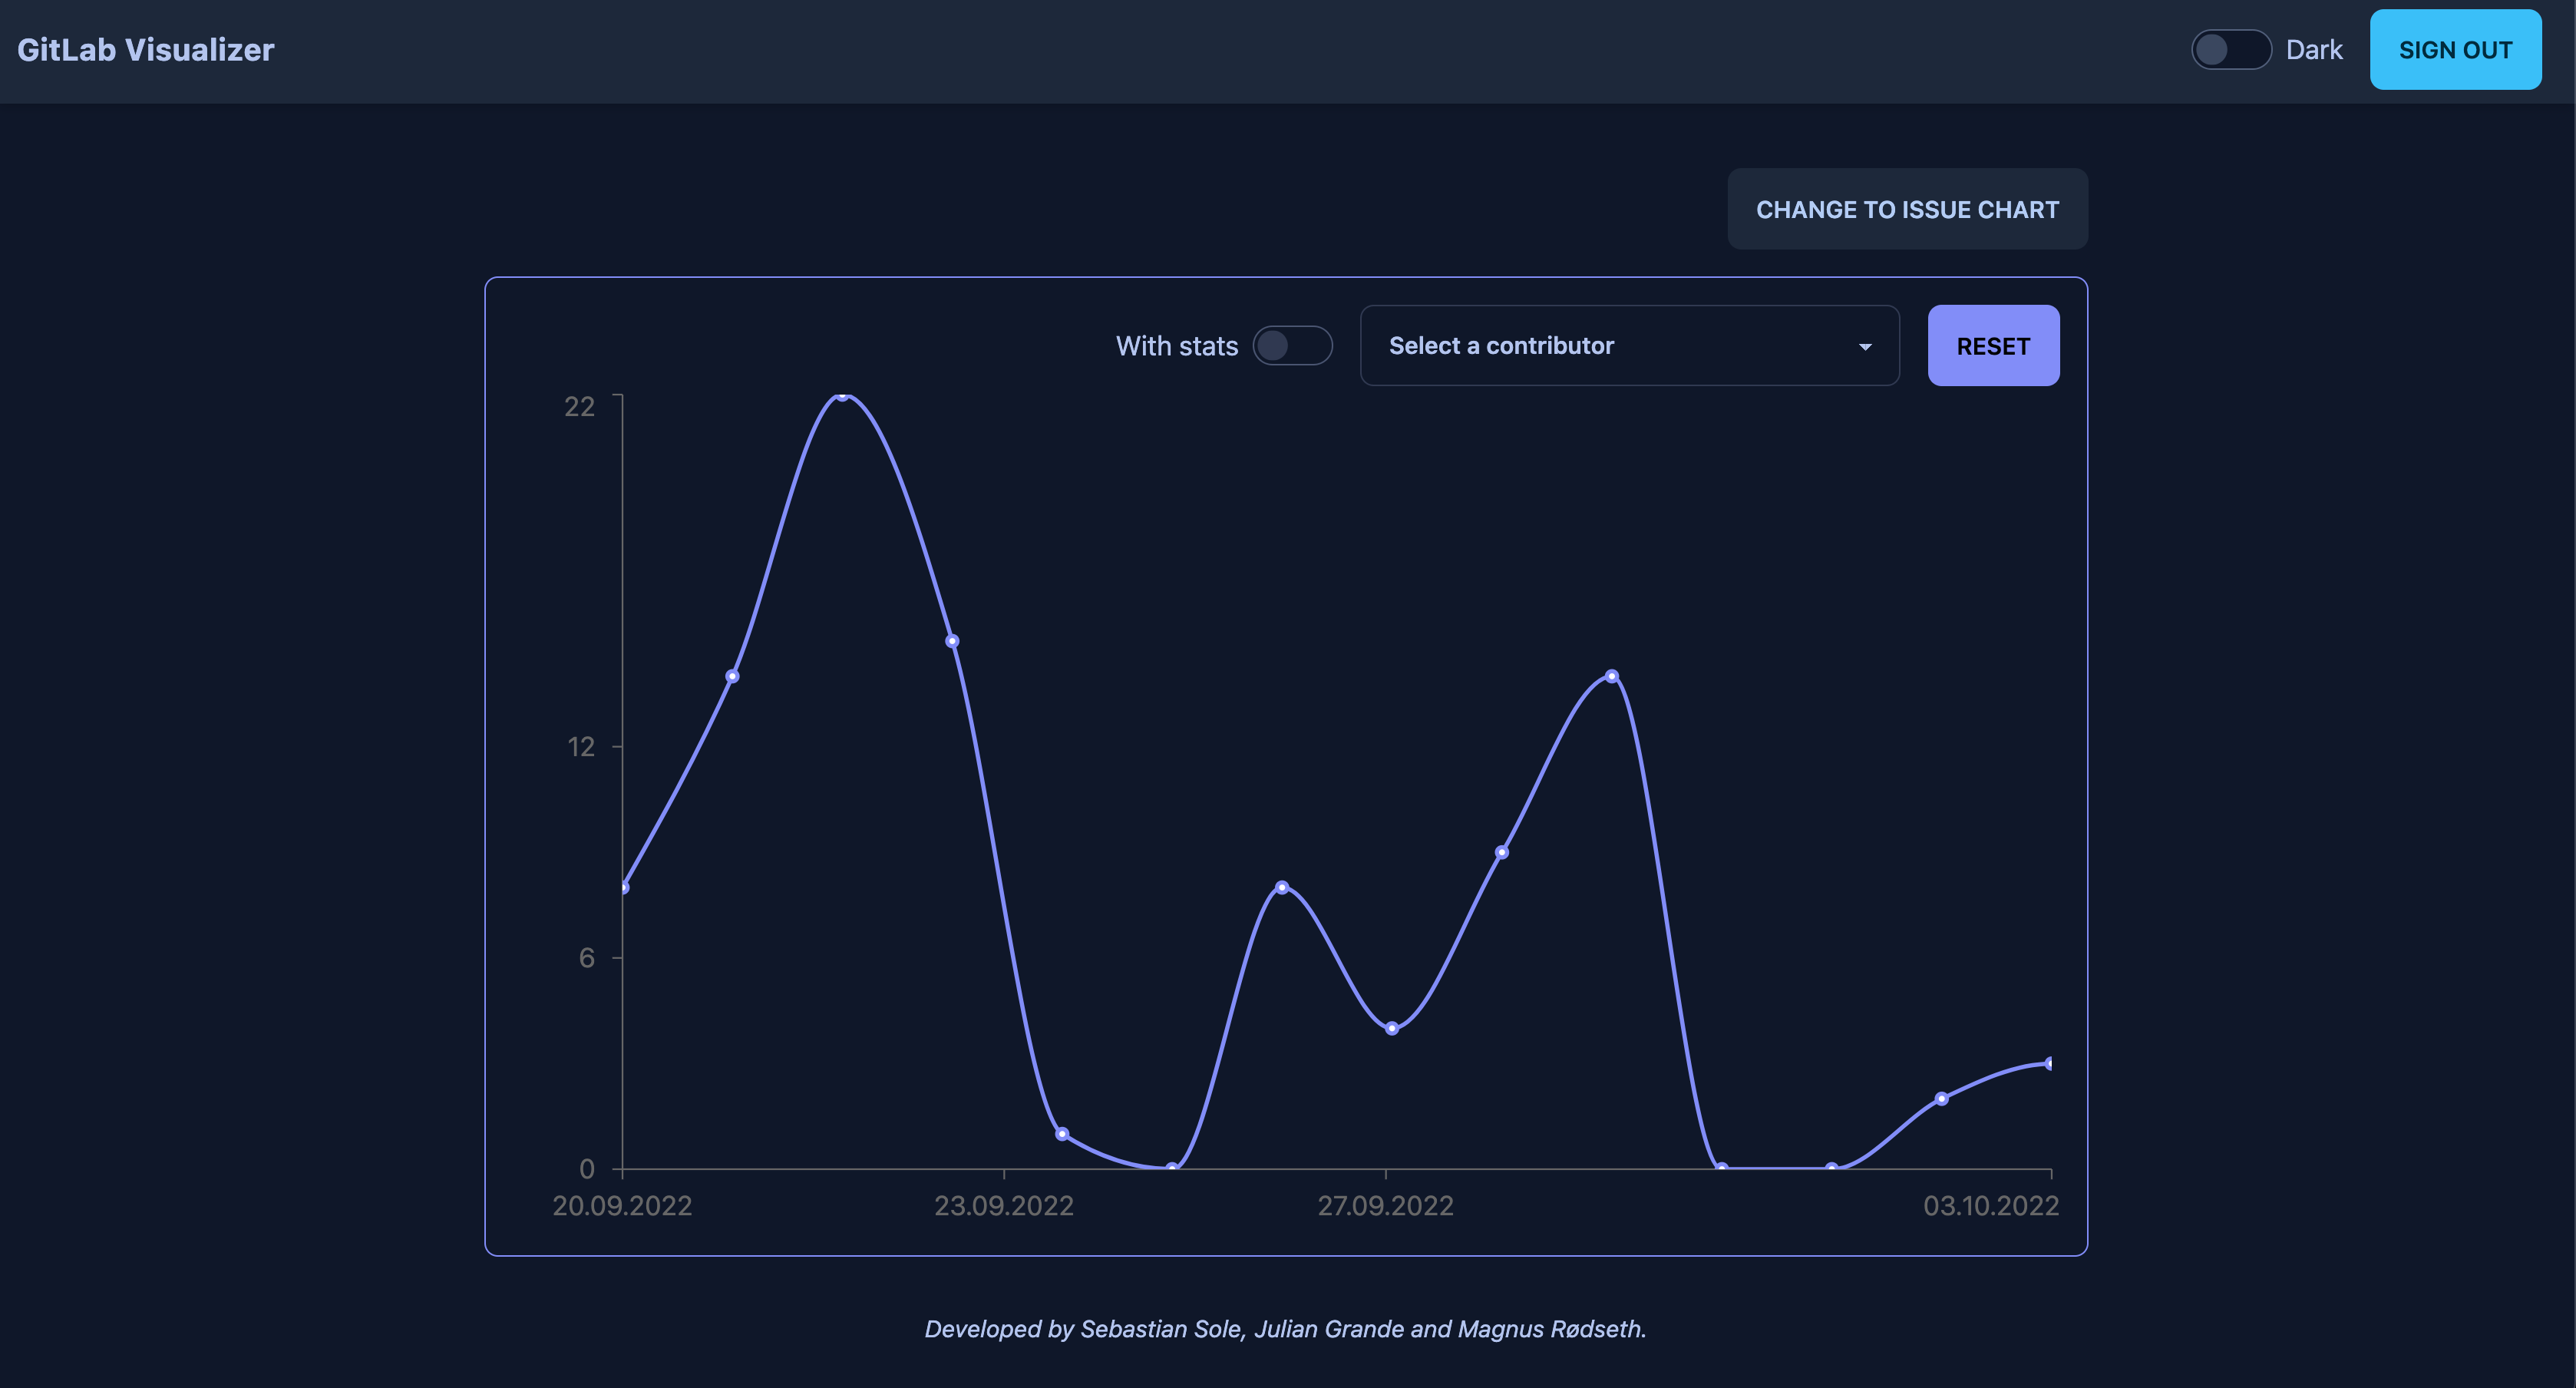 GitLab Visualizer
Dark
SIGN OUT
CHANGE TO ISSUE CHART
With stats
Select a contributor
RESET
22
12
6
0
20.09.2022
23.09.2022
27.09.2022
03.10.2022
Developed by Sebastian Sole, Julian Grande and Magnus Rødseth.